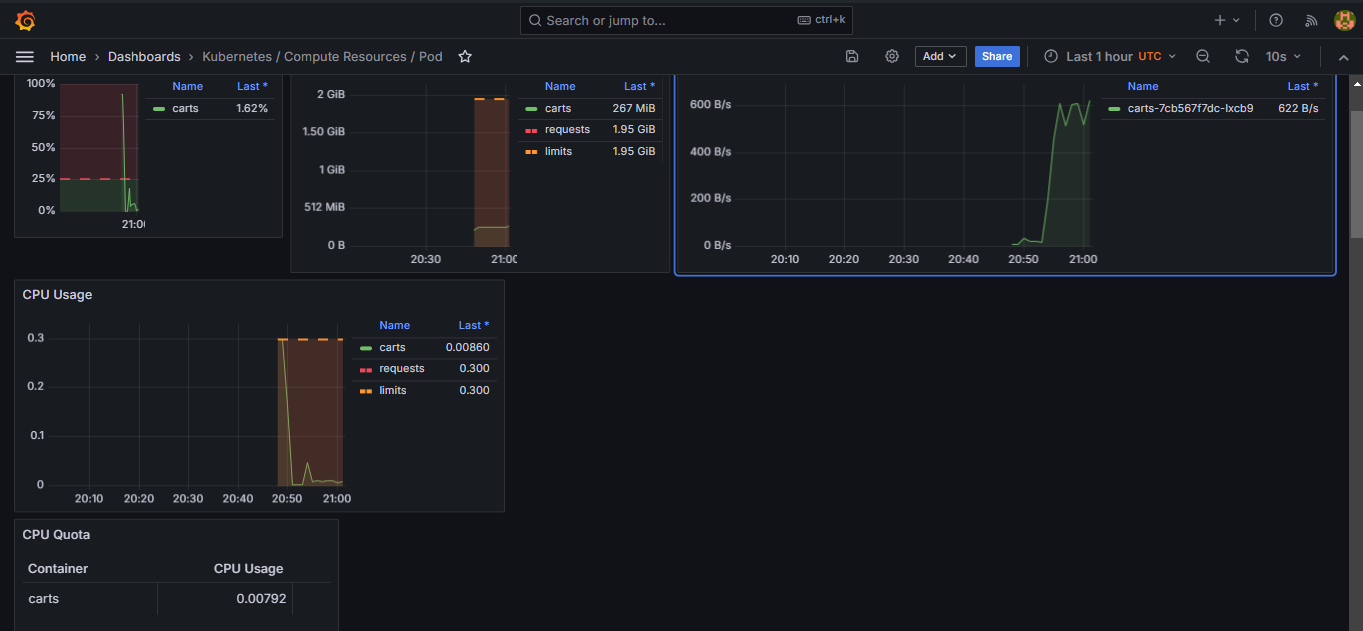 Search or jump to... ctrl+k
Home › Dashboards › Kubernetes / Compute Resources / Pod
Add Share Last 1 hour UTC 10s
100%
75%
50%
25%
0%
21:00
Name Last *
carts 1.62%
2 GiB
1.50 GiB
1 GiB
512 MiB
0 B
20:30 21:00
Name Last *
carts 267 MiB
requests 1.95 GiB
limits 1.95 GiB
600 B/s
400 B/s
200 B/s
0 B/s
20:10 20:20 20:30 20:40 20:50 21:00
Name Last *
carts-7cb567f7dc-lxcb9 622 B/s
CPU Usage
0.3
0.2
0.1
0
20:10 20:20 20:30 20:40 20:50 21:00
Name Last *
carts 0.00860
requests 0.300
limits 0.300
CPU Quota
Container CPU Usage
carts 0.00792